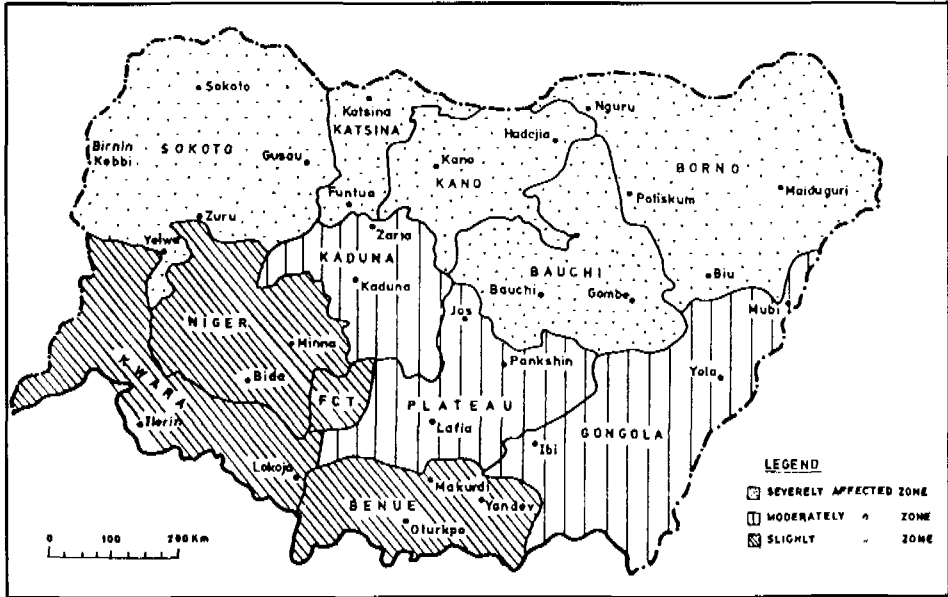 Sokoto
Katsina
KATSINA
Nguru
Hadejia
Birnin
Kebbi
SOKOTO
Gusau
Kano
KANO
BORNO
Potiskum
Maiduguri
Funtua
Zuru
Zaria
Yelwa
KADUNA
Kaduna
BAUCHI
Bauchi
Gombe
Biu
Mubi
Jos
NIGER
Minna
Pankshin
Yola
Bida
KWARA
FCT
PLATEAU
Ilorin
Lafia
GONGOLA
Ibi
Lokoja
Makurdi
BENUE
Yandev
Oturkpo
LEGEND
SEVERELY AFFECTED ZONE
MODERATELY " ZONE
SLIGHTLY " ZONE
0 100 200 Km